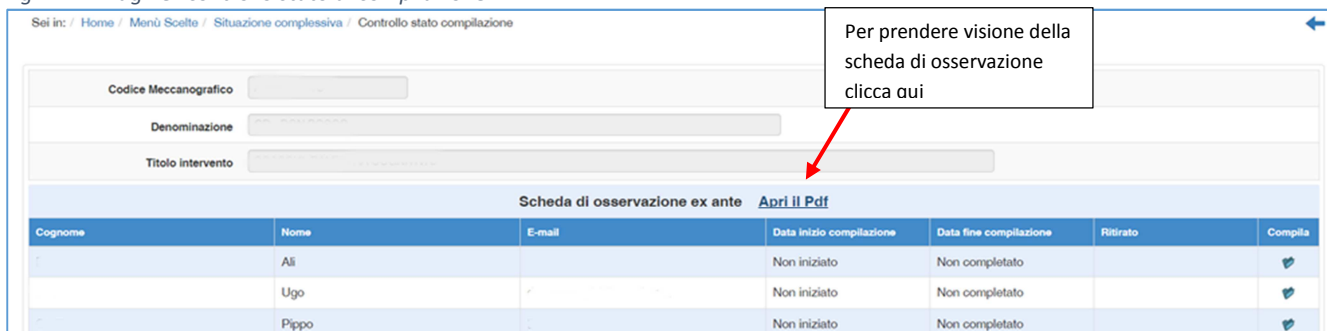 Sei in: / Home / Menù Scelte / Situazione complessiva / Controllo stato compilazione
Per prendere visione della
scheda di osservazione
clicca qui
Codice Meccanografico
Denominazione
Titolo intervento
Scheda di osservazione ex ante Apri il Pdf
Cognome Nome E-mail Data inizio compilazione Data fine compilazione Ritirato Compila
Ali Non iniziato Non completato
Ugo Non iniziato Non completato
Pippo Non iniziato Non completato